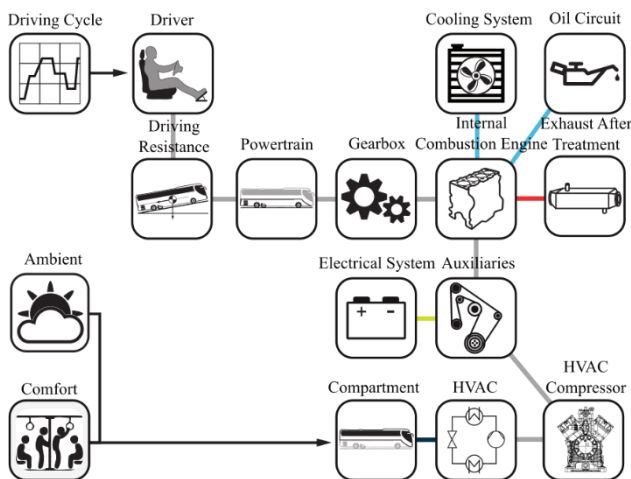 Driving Cycle
Driver
Cooling System
Oil Circuit
Driving
Resistance
Powertrain
Gearbox
Internal
Combustion Engine
Exhaust After
Treatment
Ambient
Electrical System
Auxiliaries
+ -
Comfort
Compartment
HVAC
HVAC
Compressor